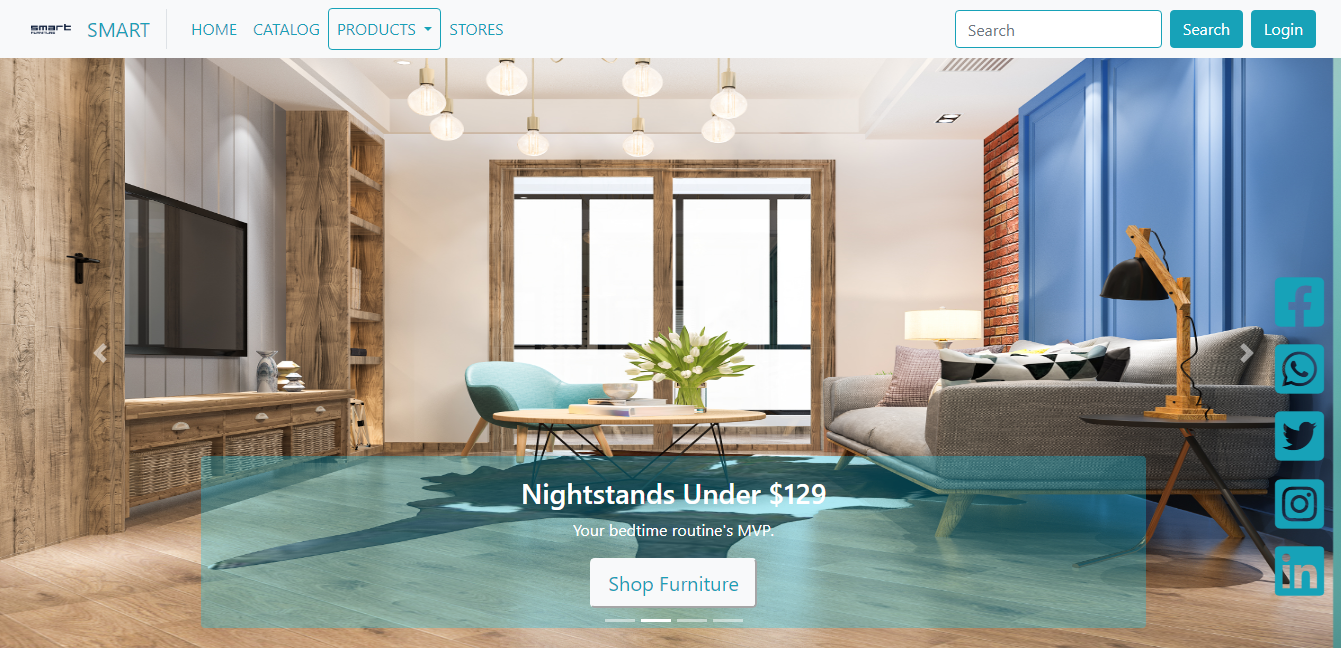 smart
FURNITURE
SMART
HOME
CATALOG
PRODUCTS
STORES
Search
Search
Login
Nightstands Under $129
Your bedtime routine's MVP.
Shop Furniture